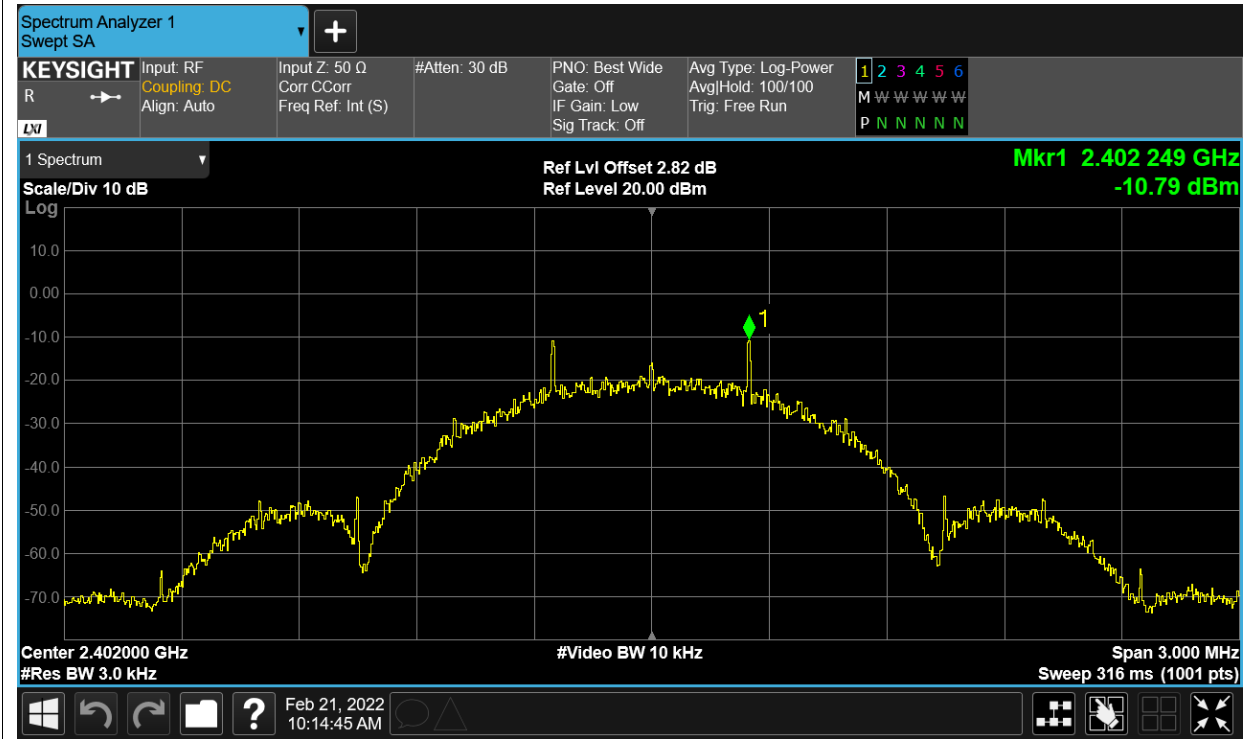 Spectrum Analyzer 1
Swept SA
+
KEYSIGHT
R
LXI
Input: RF
Coupling: DC
Align: Auto
Input Z: 50 Ω
Corr CCorr
Freq Ref: Int (S)
#Atten: 30 dB
PNO: Best Wide
Gate: Off
IF Gain: Low
Sig Track: Off
Avg Type: Log-Power
Avg|Hold: 100/100
Trig: Free Run
1 2 3 4 5 6
M W W W W W
P N N N N N
1 Spectrum
Scale/Div 10 dB
Ref Lvl Offset 2.82 dB
Ref Level 20.00 dBm
Mkr1 2.402 249 GHz
-10.79 dBm
Log
10.0
0.00
-10.0
-20.0
-30.0
-40.0
-50.0
-60.0
-70.0
1
Center 2.402000 GHz
#Res BW 3.0 kHz
#Video BW 10 kHz
Span 3.000 MHz
Sweep 316 ms (1001 pts)
?
Feb 21, 2022
10:14:45 AM